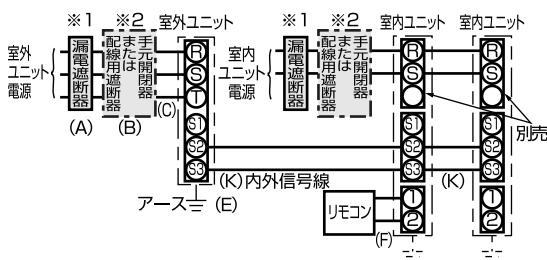 ※1
※2
室外ユニット
※1
※2
室内ユニット
室内ユニット
室外
ユニット
電源
漏電遮断器
手元開閉器
または
配線用遮断器
R
S
T
S1
S2
S3
(A)
(B)
(C)
室内
ユニット
電源
漏電遮断器
手元開閉器
または
配線用遮断器
R
S
S1
S2
S3
1
2
R
S
S1
S2
S3
1
2
別売
(K)内外信号線
(K)
アース
(E)
リモコン
(F)